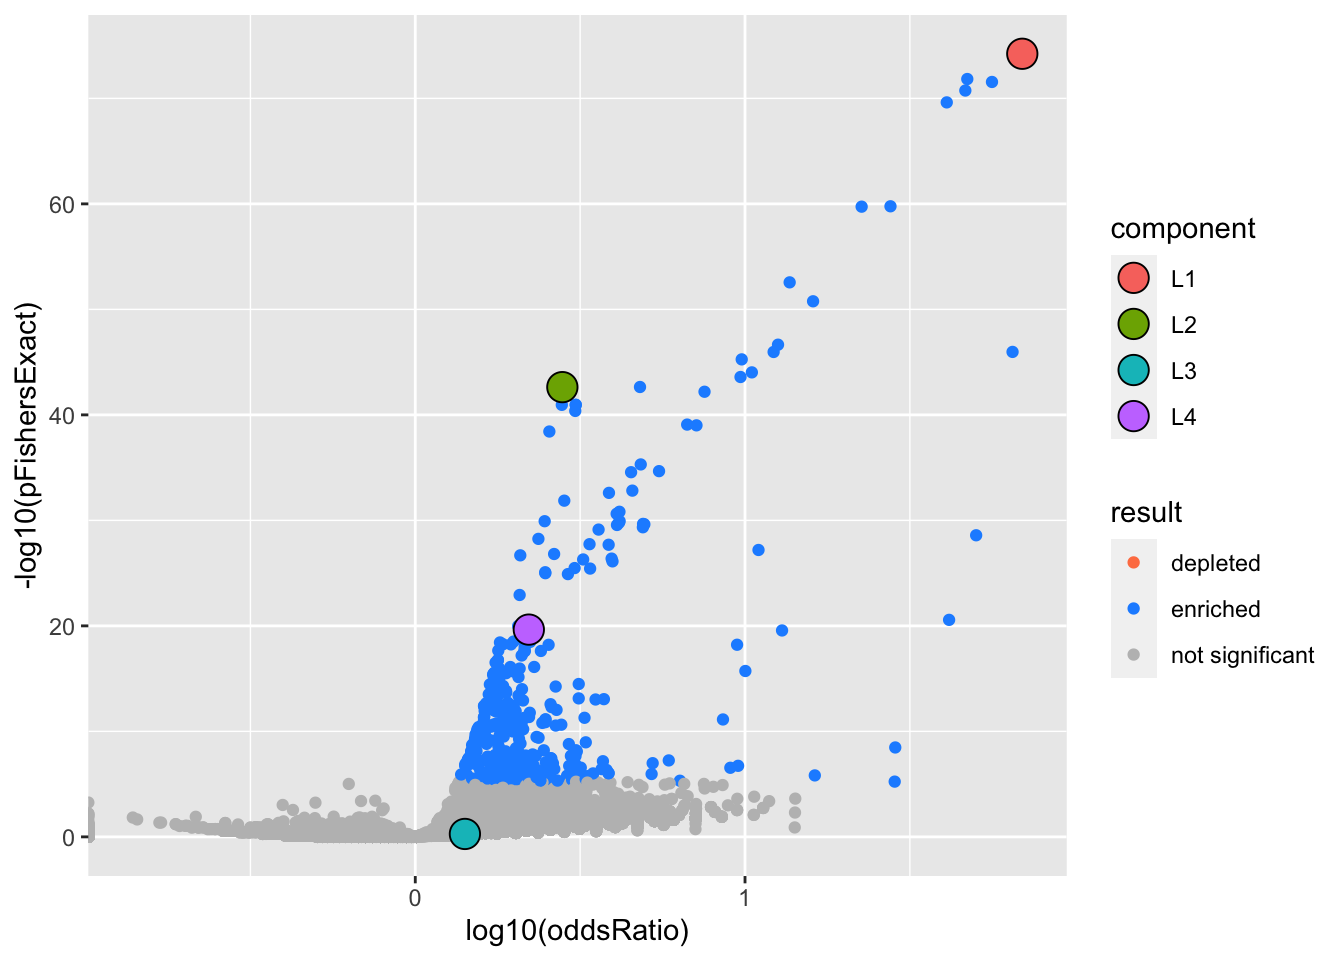 60
40
20
0
0
1
-log10(pFishersExact)
log10(oddsRatio)
component
L1
L2
L3
L4
result
depleted
enriched
not significant